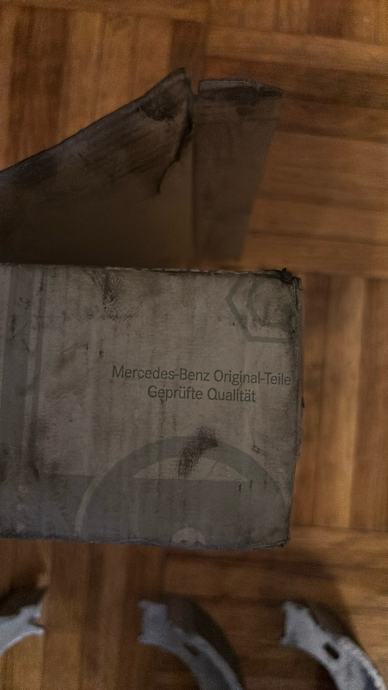 Mercedes-Benz Original-Teile
Geprüfte Qualität